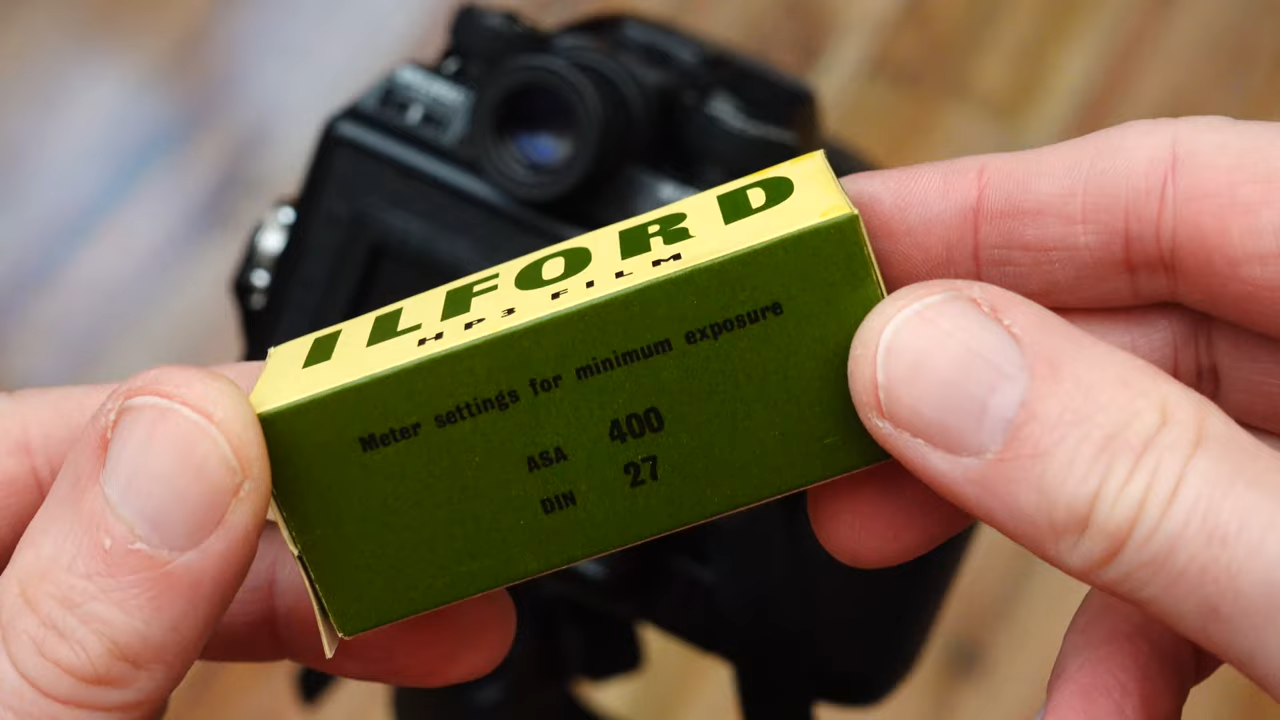 ILFORD
HP3 FILM
Meter settings for minimum exposure
ASA 400
DIN 27